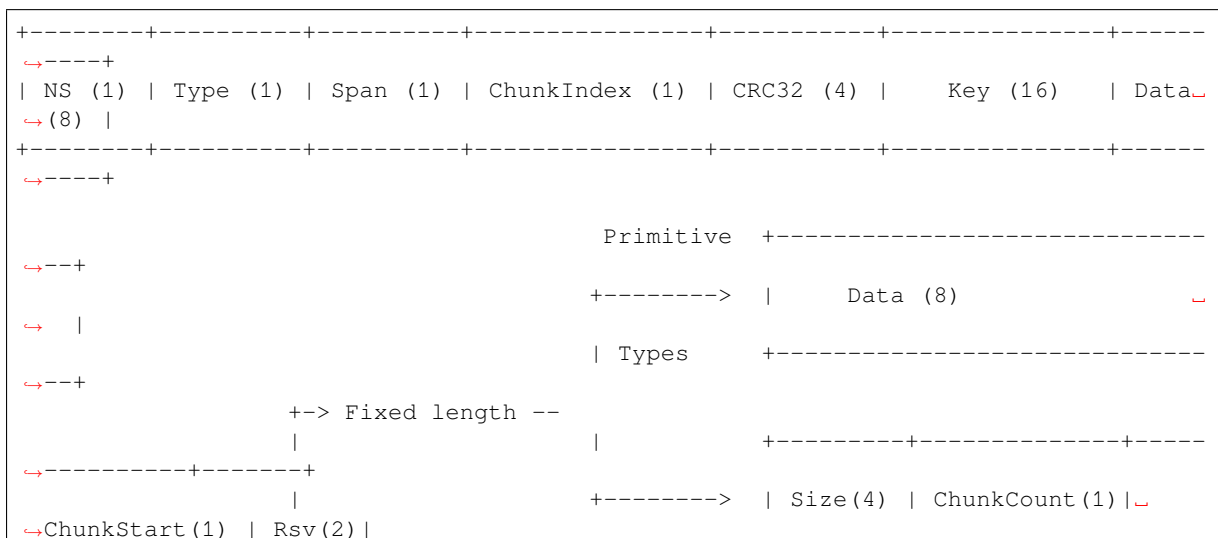 +--------+----------+----------+----------------+-----------+---------------+------
↪----+
| NS (1) | Type (1) | Span (1) | ChunkIndex (1) | CRC32 (4) |    Key (16)   | Data␣
↪(8) |
+--------+----------+----------+----------------+-----------+---------------+------
↪----+
                                         Primitive  +------------------------------
↪--+
                                        +-------->  |     Data (8)                ␣
↪  |
                                        | Types     +------------------------------
↪--+
                   +-> Fixed length --
                   |                    |           +---------+--------------+-----
↪----------+-------+
                   |                    +-------->  | Size(4) | ChunkCount(1)|␣
↪ChunkStart(1) | Rsv(2)|